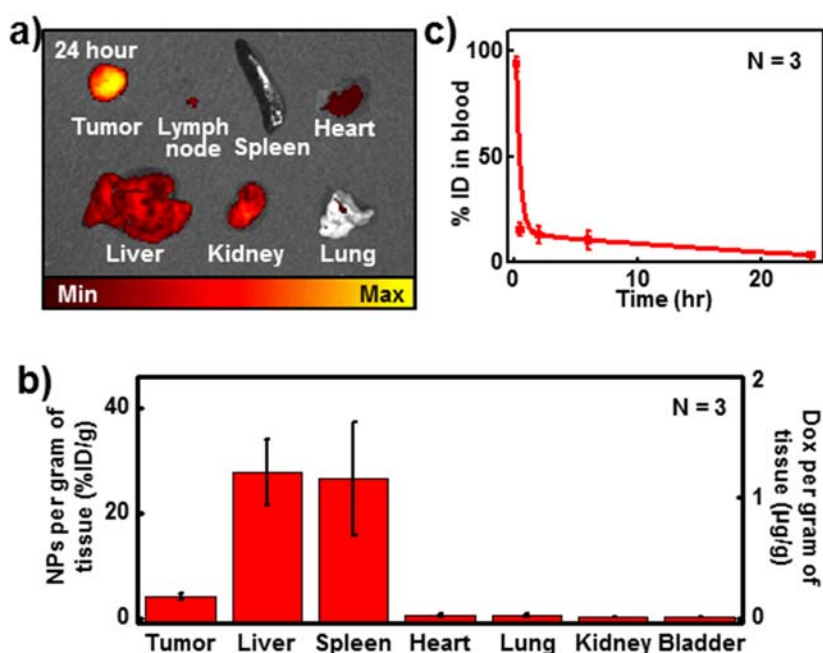 a)
24 hour
Tumor
Lymph
node
Spleen
Heart
Liver
Kidney
Lung
Min
Max
c)
N = 3
100
50
0
% ID in blood
0
10
20
Time (hr)
b)
N = 3
NPs per gram of
tissue (%ID/g)
40
20
0
2
1
0
Dox per gram of
tissue (µg/g)
Tumor Liver Spleen Heart Lung Kidney Bladder